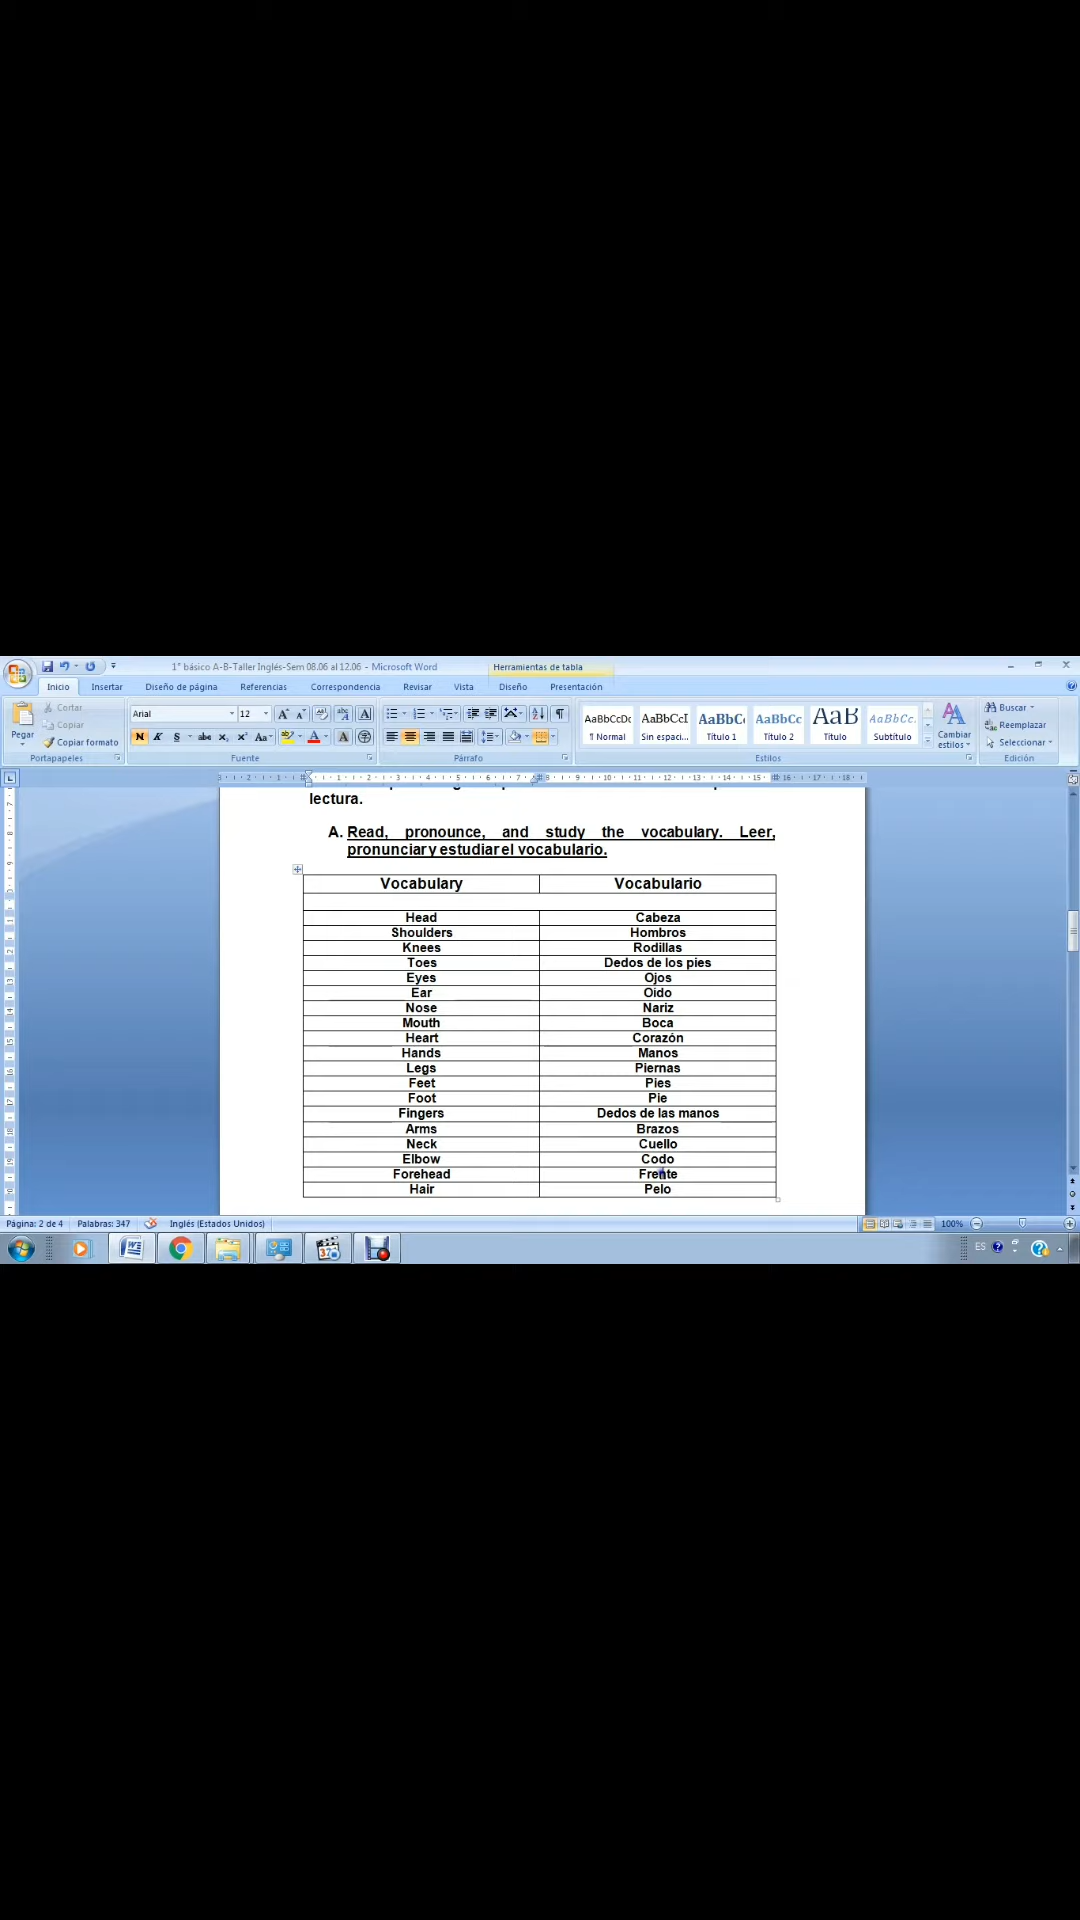 1° básico A-B-Taller Inglés-Sem 08.06 al 12.06 - Microsoft Word
Herramientas de tabla
Inicio Insertar Diseño de página Referencias Correspondencia Revisar Vista Diseño Presentación
Pegar
Cortar
Copiar
Copiar formato
Portapapeles
Arial 12
Fuente
Párrafo
AaBbCcDc AaBbCcI AaBbC AaBbCc AaB AaBbCc.
¶ Normal Sin espaci... Título 1 Título 2 Título Subtítulo
Cambiar estilos
Estilos
Buscar
Reemplazar
Seleccionar
Edición
lectura.
A. Read, pronounce, and study the vocabulary. Leer,
pronunciar y estudiar el vocabulario.
Vocabulary Vocabulario
Head Cabeza
Shoulders Hombros
Knees Rodillas
Toes Dedos de los pies
Eyes Ojos
Ear Oido
Nose Nariz
Mouth Boca
Heart Corazón
Hands Manos
Legs Piernas
Feet Pies
Foot Pie
Fingers Dedos de las manos
Arms Brazos
Neck Cuello
Elbow Codo
Forehead Frente
Hair Pelo
Página: 2 de 4 Palabras: 347 Inglés (Estados Unidos) 100%
ES